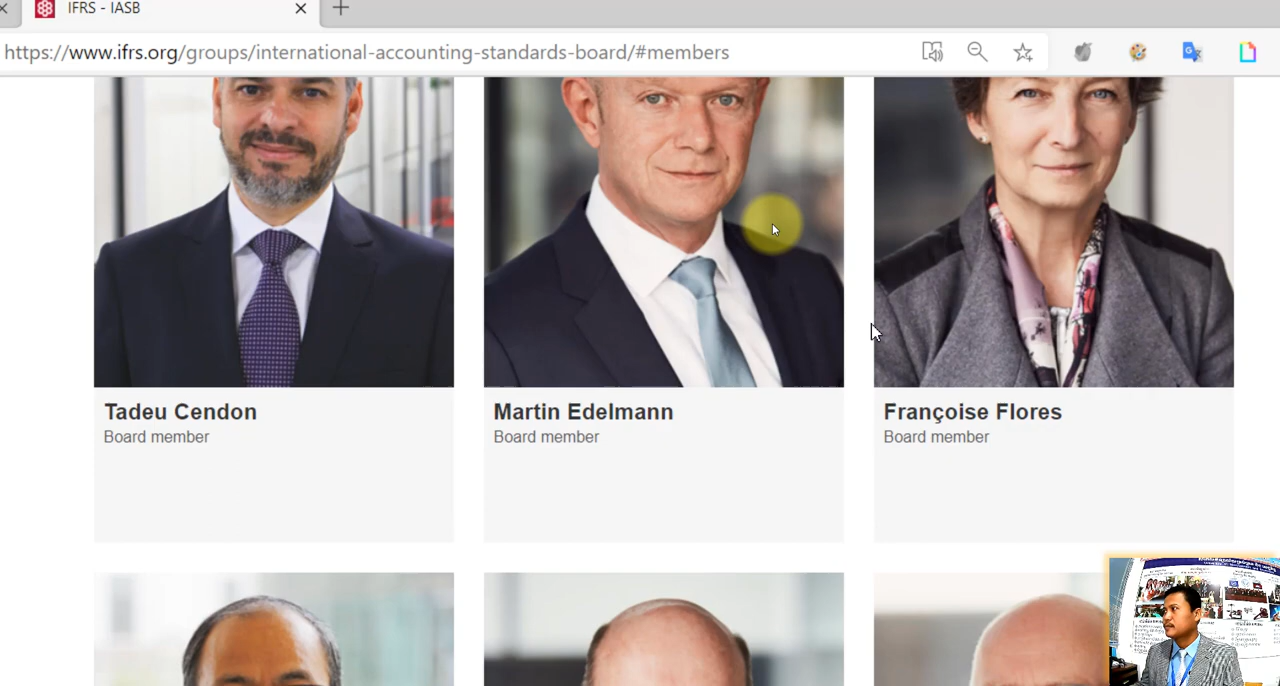 IFRS - IASB
https://www.ifrs.org/groups/international-accounting-standards-board/#members
Tadeu Cendon
Board member
Martin Edelmann
Board member
Françoise Flores
Board member